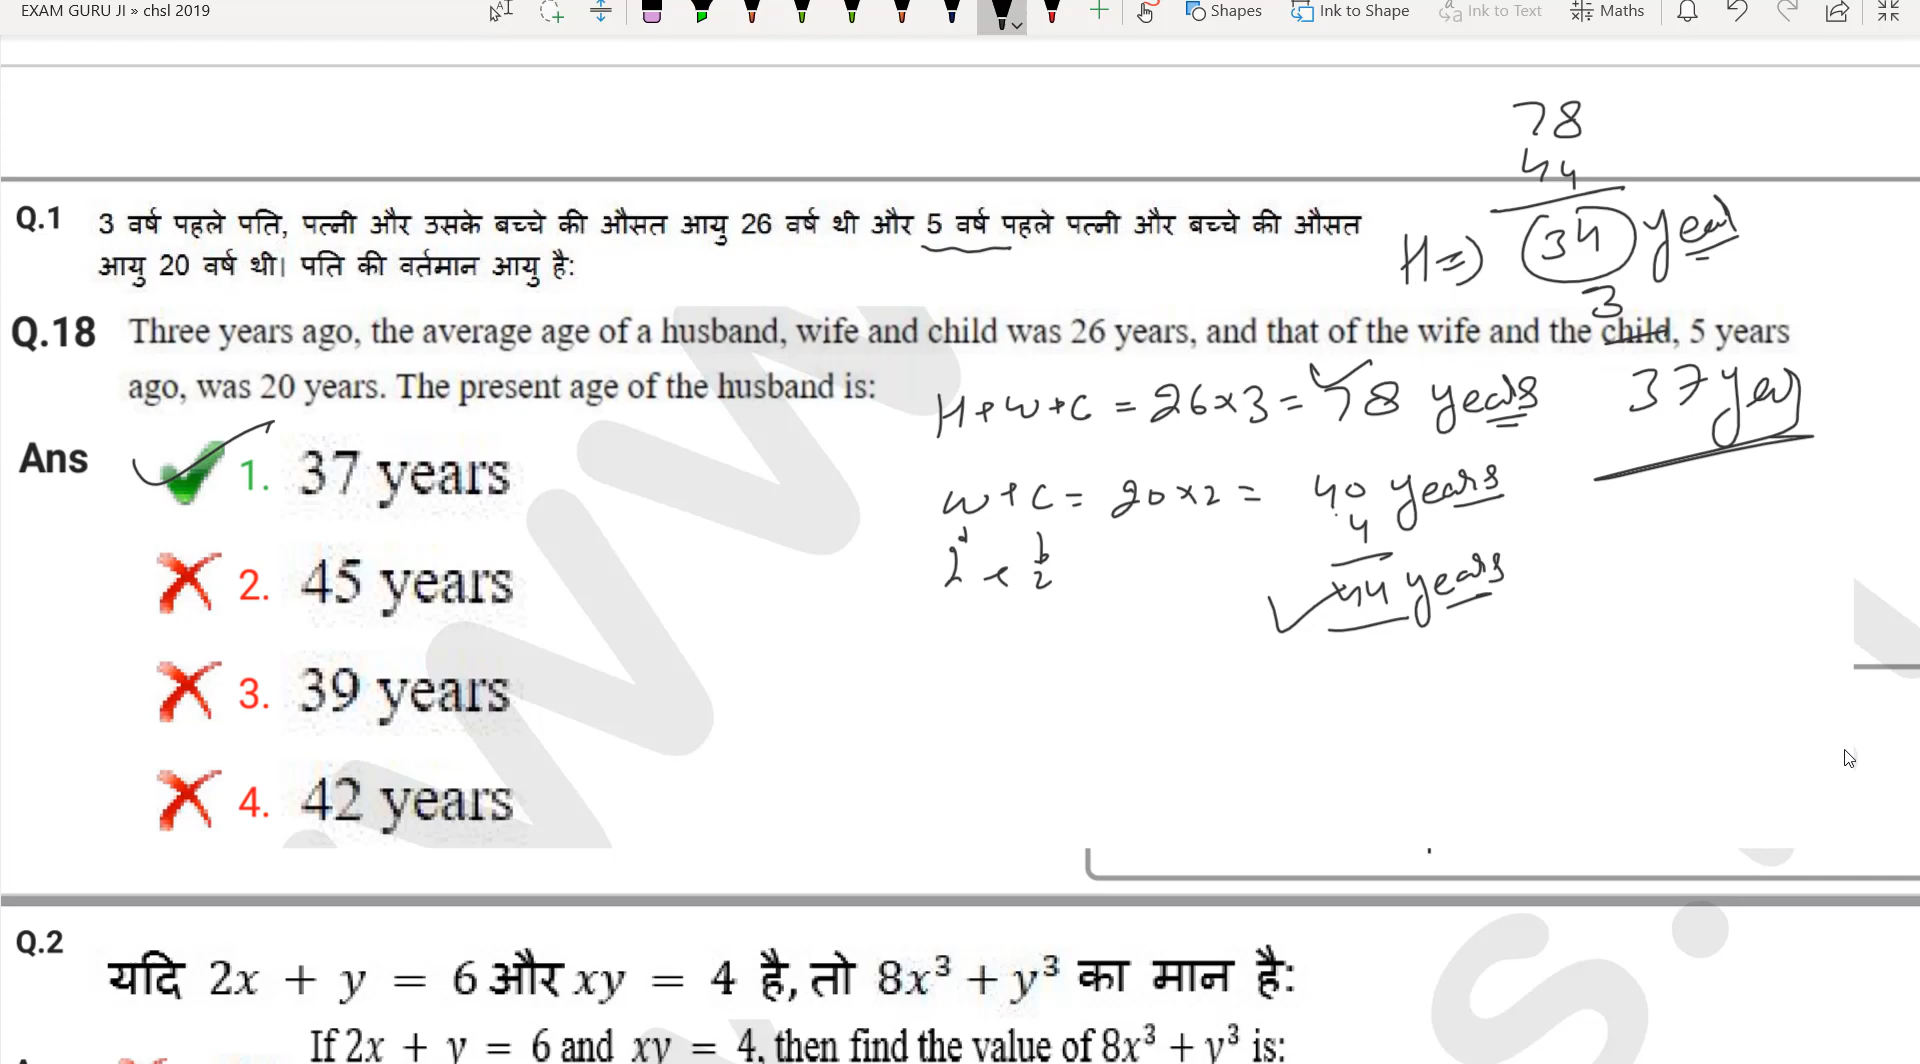 EXAM GURU JI » chsl 2019
Shapes
Ink to Shape
Ink to Text
Maths
78
44
H=) 34 year
3
37 year
Q.1 3 वर्ष पहले पति, पत्नी और उसके बच्चे की औसत आयु 26 वर्ष थी और 5 वर्ष पहले पत्नी और बच्चे की औसत
आयु 20 वर्ष थी। पति की वर्तमान आयु है:
Q.18 Three years ago, the average age of a husband, wife and child was 26 years, and that of the wife and the child, 5 years
ago, was 20 years. The present age of the husband is:
H+W+C = 26×3 = 78 years
W+C = 20×2 = 40 years
4
44 years
Ans
1. 37 years
2. 45 years
3. 39 years
4. 42 years
Q.2
यदि 2x + y = 6 और xy = 4 है, तो 8x³ + y³ का मान है:
If 2x + y = 6 and xy = 4, then find the value of 8x³ + y³ is: